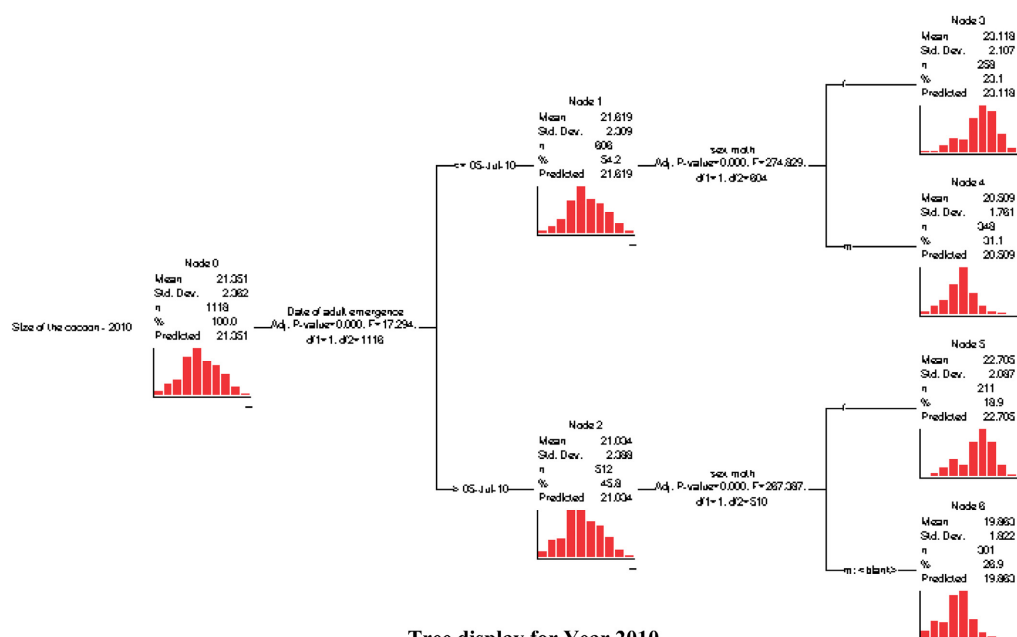 Size of the cocoon - 2010
Node 0
Mean 21.351
Std. Dev. 2.382
n 1118
% 100.0
Predicted 21.351
Date of adult emergence
Adj. P-value=0.000, F=17.294,
df1=1, df2=1116
<= 05-Jul-10
Node 1
Mean 21.619
Std. Dev. 2.309
n 606
% 54.2
Predicted 21.619
sex moth
Adj. P-value=0.000, F=274.829,
df1=1, df2=604
f
Node 3
Mean 23.118
Std. Dev. 2.107
n 258
% 23.1
Predicted 23.118
m
Node 4
Mean 20.509
Std. Dev. 1.761
n 348
% 31.1
Predicted 20.509
> 05-Jul-10
Node 2
Mean 21.034
Std. Dev. 2.388
n 512
% 45.8
Predicted 21.034
sex moth
Adj. P-value=0.000, F=267.387,
df1=1, df2=510
f
Node 5
Mean 22.705
Std. Dev. 2.087
n 211
% 18.9
Predicted 22.705
m; <blank>
Node 6
Mean 19.863
Std. Dev. 1.822
n 301
% 26.9
Predicted 19.863
Tree display for Year 2010